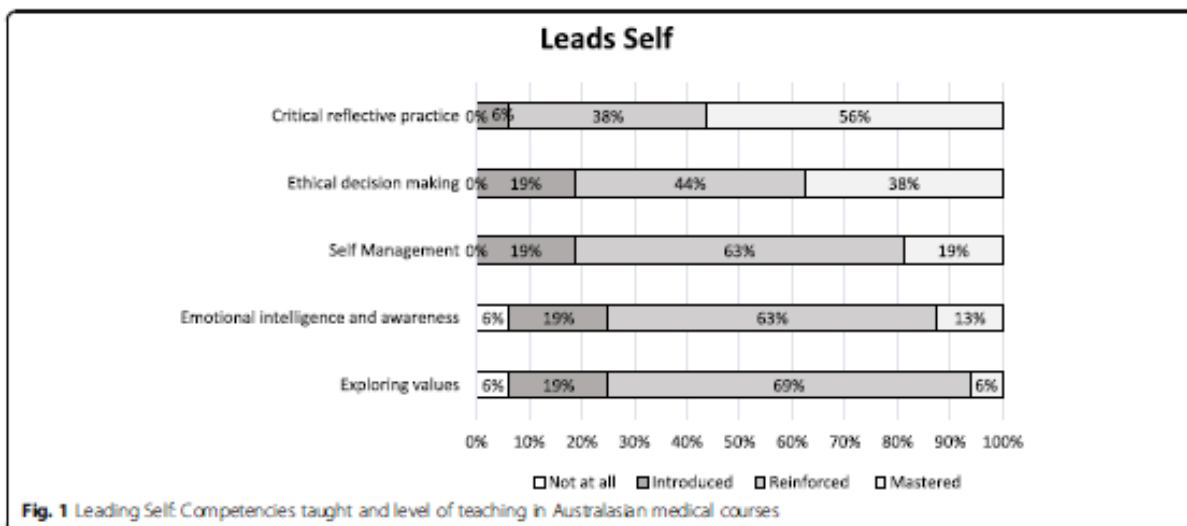 Leads Self
Critical reflective practice 0% 6% 38% 56%
Ethical decision making 0% 19% 44% 38%
Self Management 0% 19% 63% 19%
Emotional intelligence and awareness 6% 19% 63% 13%
Exploring values 6% 19% 69% 6%
0% 10% 20% 30% 40% 50% 60% 70% 80% 90% 100%
Not at all Introduced Reinforced Mastered
Fig. 1 Leading Self: Competencies taught and level of teaching in Australasian medical courses